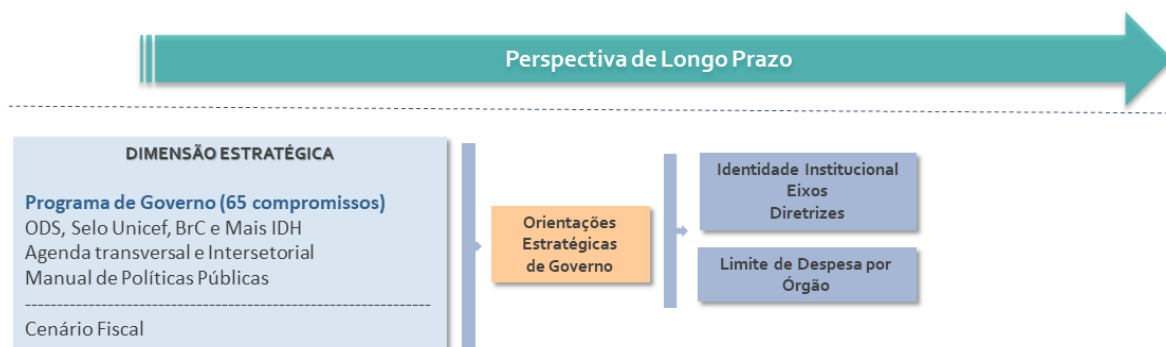 Perspectiva de Longo Prazo
DIMENSÃO ESTRATÉGICA
Programa de Governo (65 compromissos)
ODS, Selo Unicef, BrC e Mais IDH
Agenda transversal e Intersetorial
Manual de Políticas Públicas
----------------------------------------------------------------
Cenário Fiscal
Orientações
Estratégicas
de Governo
Identidade Institucional
Eixos
Diretrizes
Limite de Despesa por
Órgão